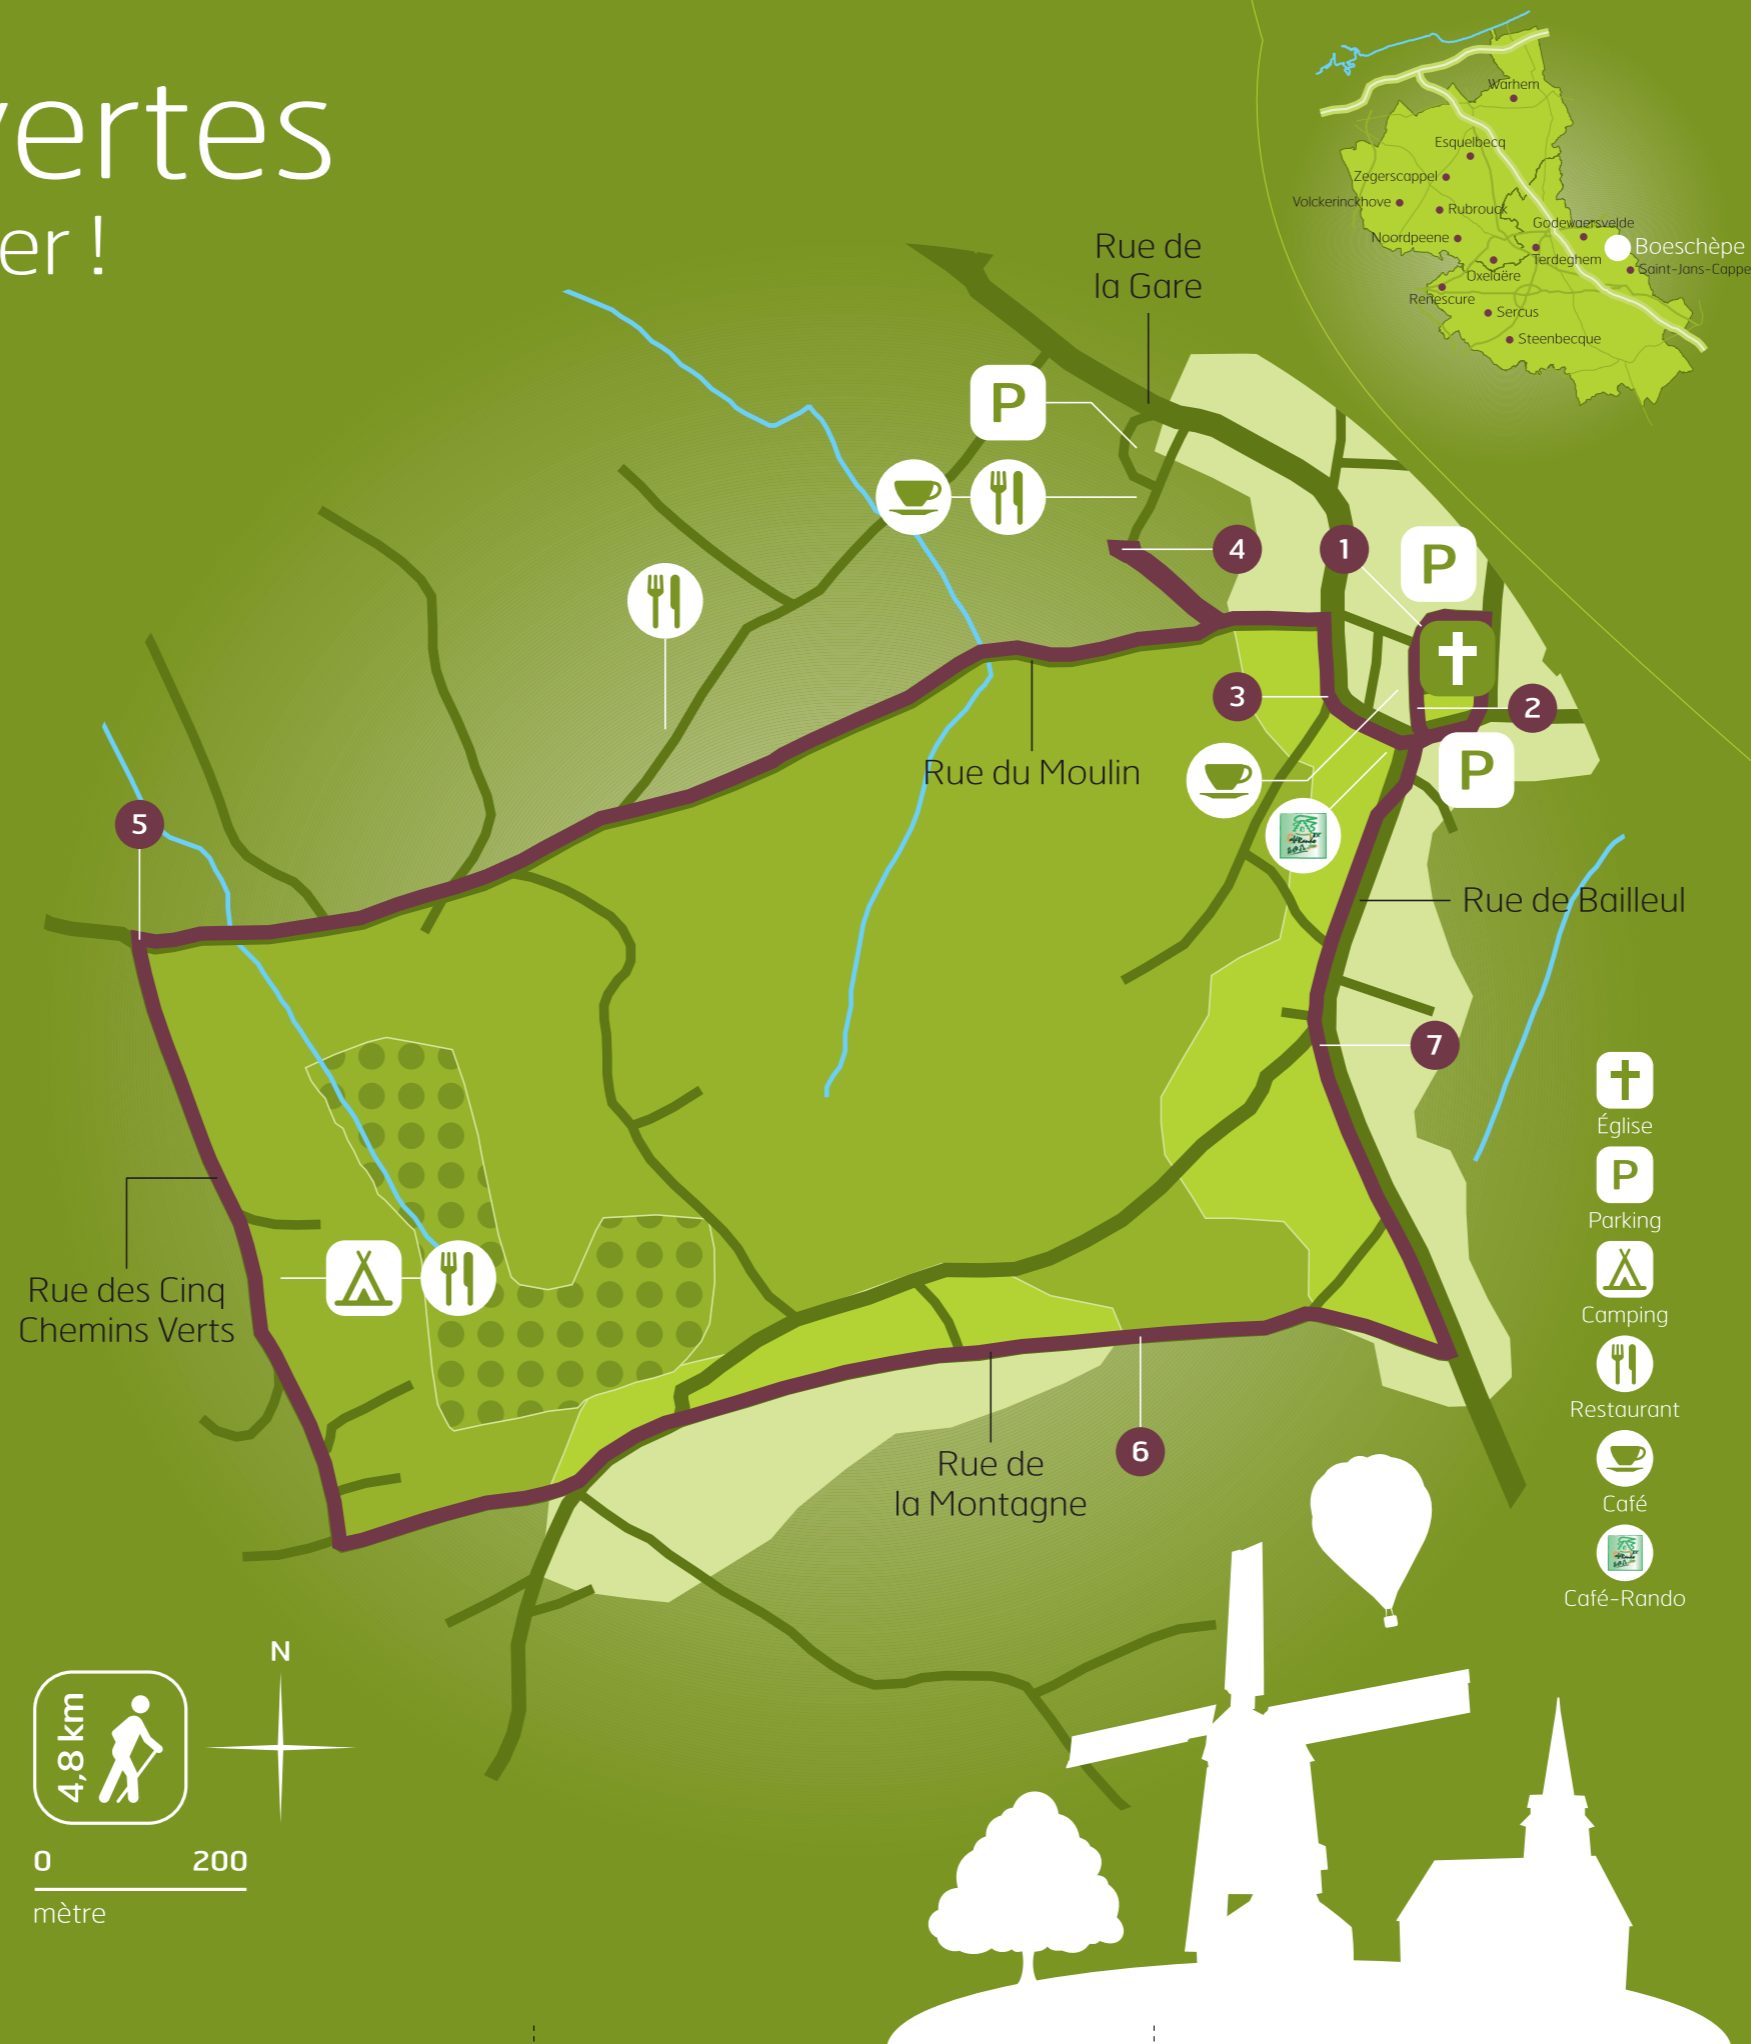 vertes
er !
Warhem
Esquelbecq
Zegerscappel
Volckerinckhove
Rubrouck
Godewaersvelde
Noordpeene
Boeschèpe
Terdeghem
Saint-Jans-Cappe
Oxelaëre
Renescure
Sercus
Steenbecque
Rue de
la Gare
P
4
1
P
3
2
P
Rue du Moulin
5
Rue de Bailleul
7
Église
P
Parking
Rue des Cinq
Chemins Verts
Camping
Restaurant
6
Rue de
la Montagne
Café
Café-Rando
N
4,8 km
0 200
mètre